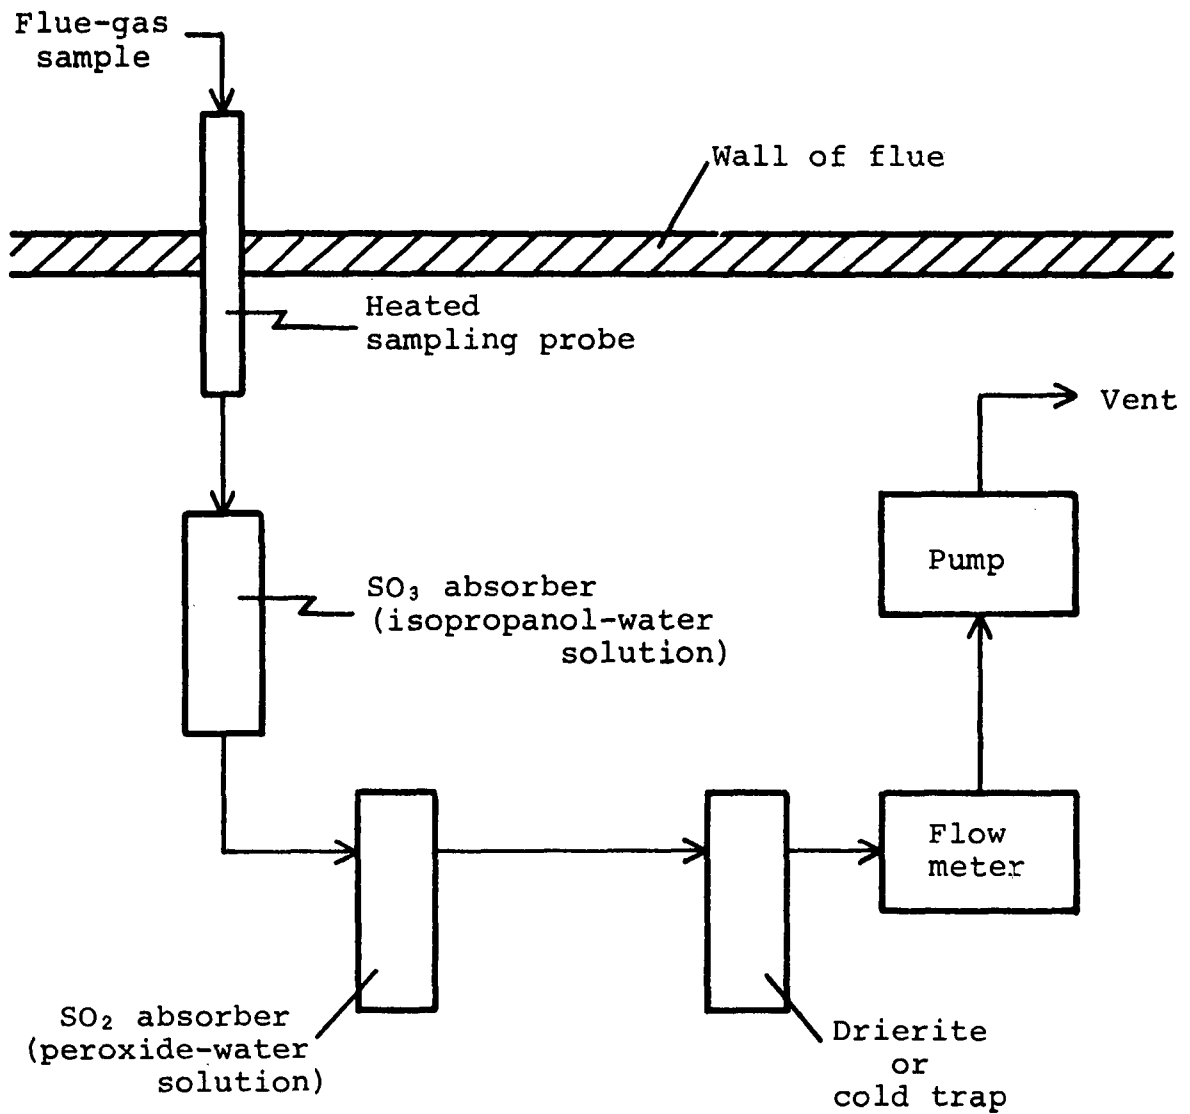 Flue-gas
sample
Wall of flue
Heated
sampling probe
Vent
Pump
SO₃ absorber
(isopropanol-water
solution)
Flow
meter
SO₂ absorber
(peroxide-water
solution)
Drierite
or
cold trap